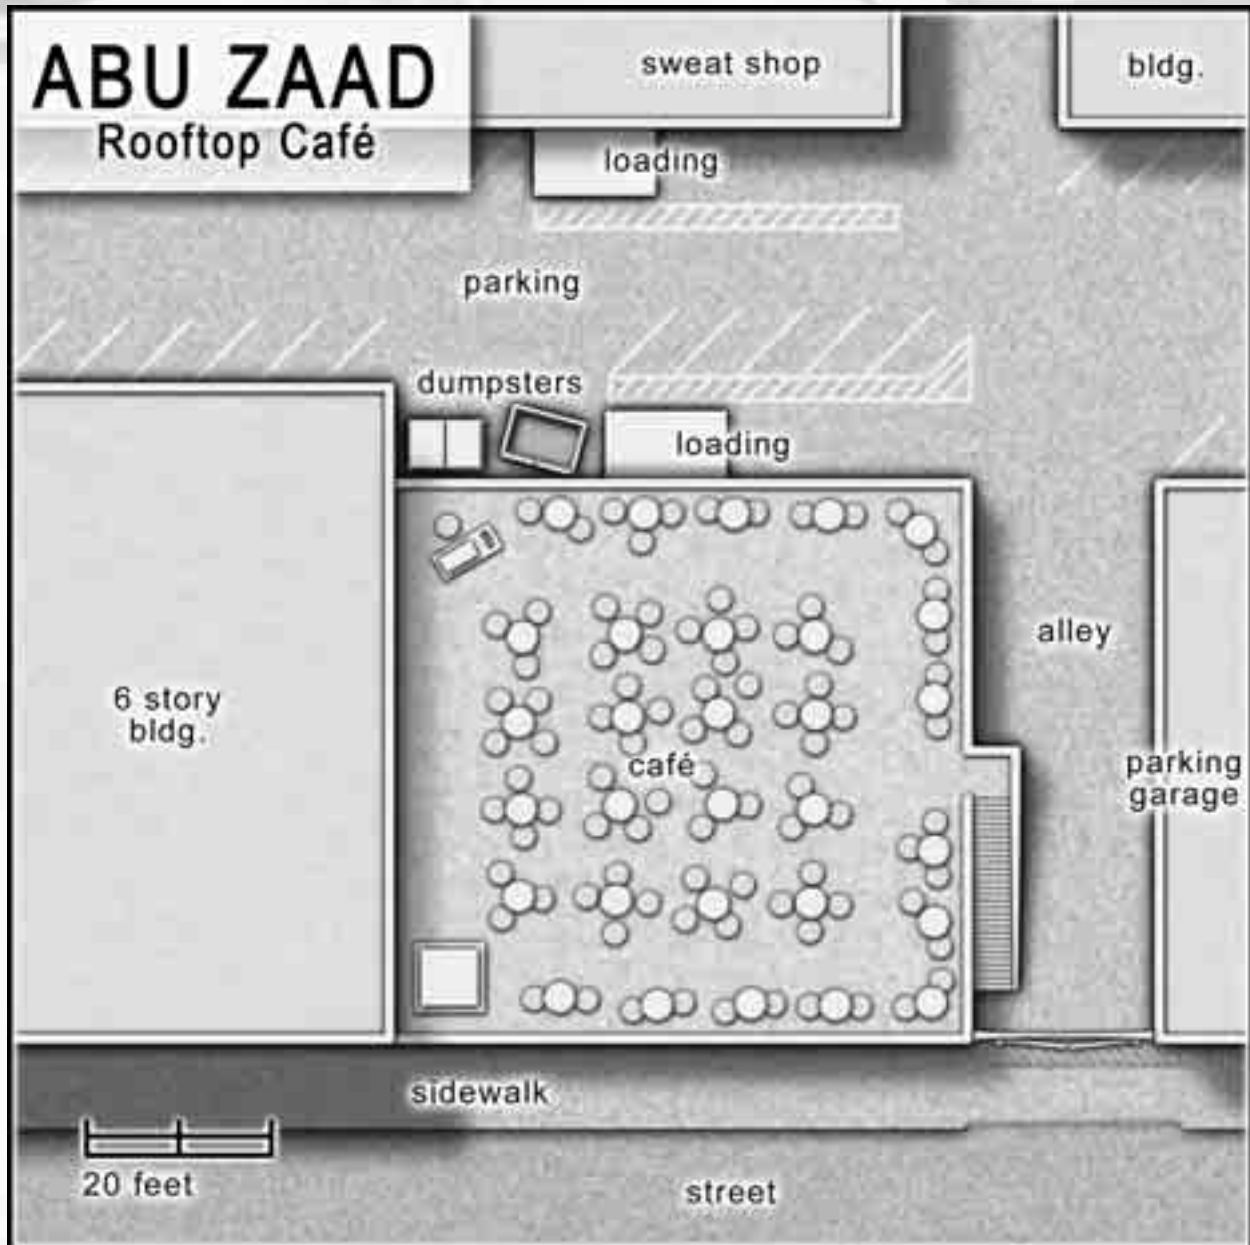 ABU ZAAD
Rooftop Café
sweat shop
bldg.
loading
parking
dumpsters
loading
alley
6 story
bldg.
café
parking
garage
sidewalk
20 feet
street